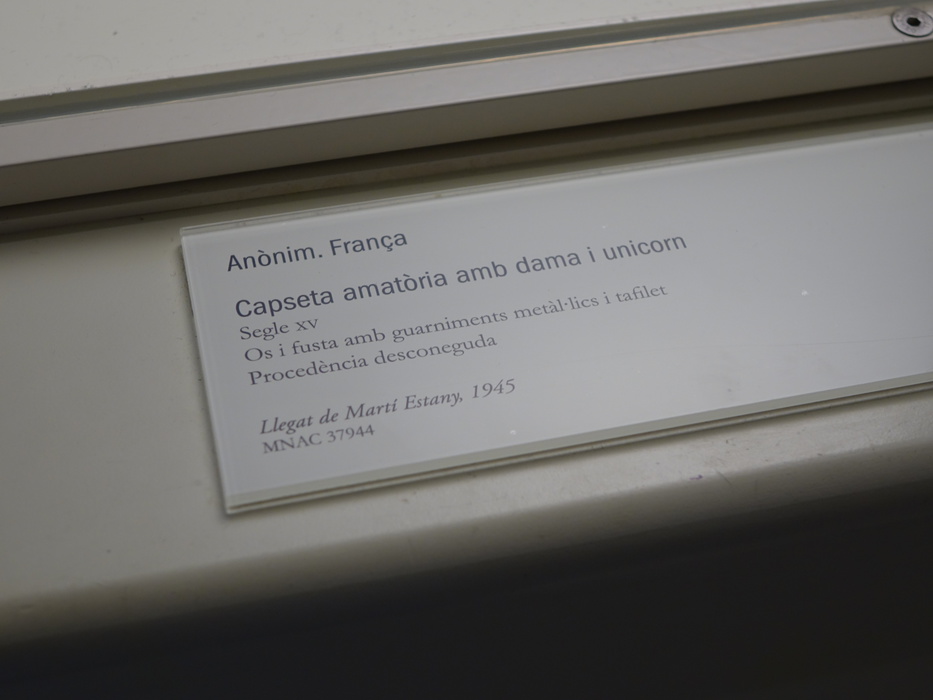 Anònim. França
Capseta amatòria amb dama i unicorn
Segle XV
Os i fusta amb guarniments metàl·lics i tafilet
Procedència desconeguda
Llegat de Martí Estany, 1945
MNAC 37944